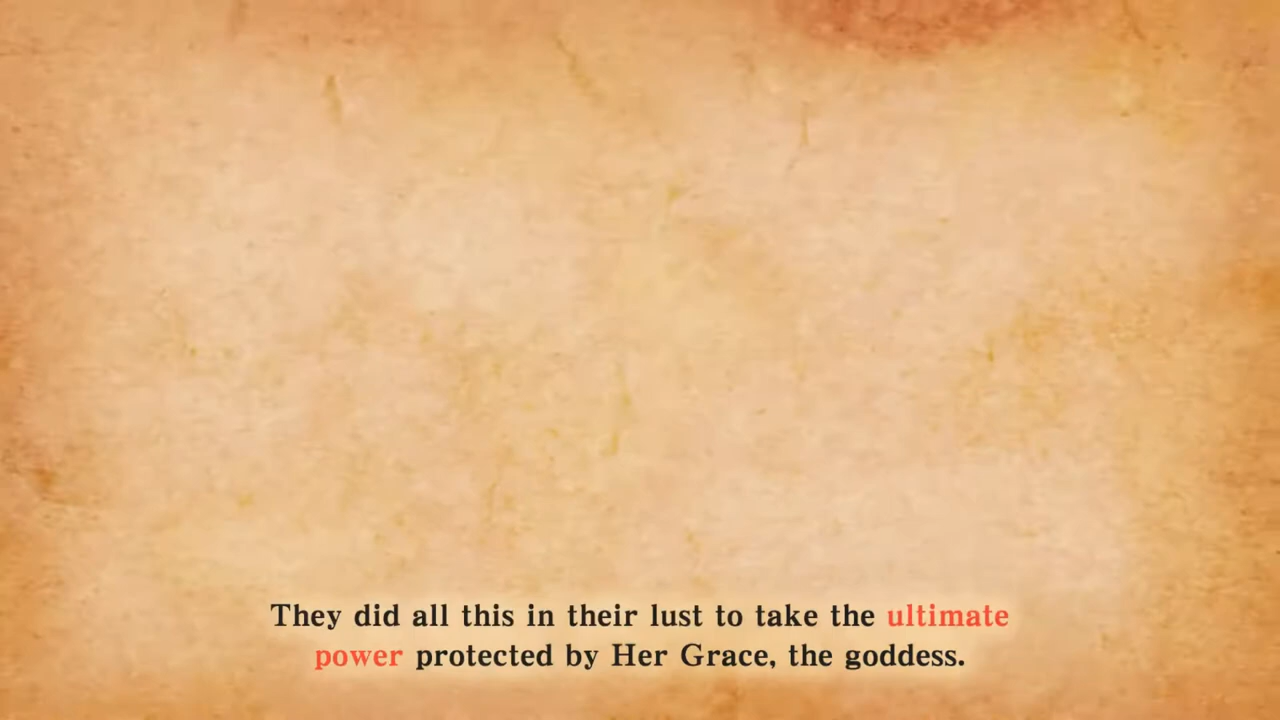 They did all this in their lust to take the ultimate
power protected by Her Grace, the goddess.